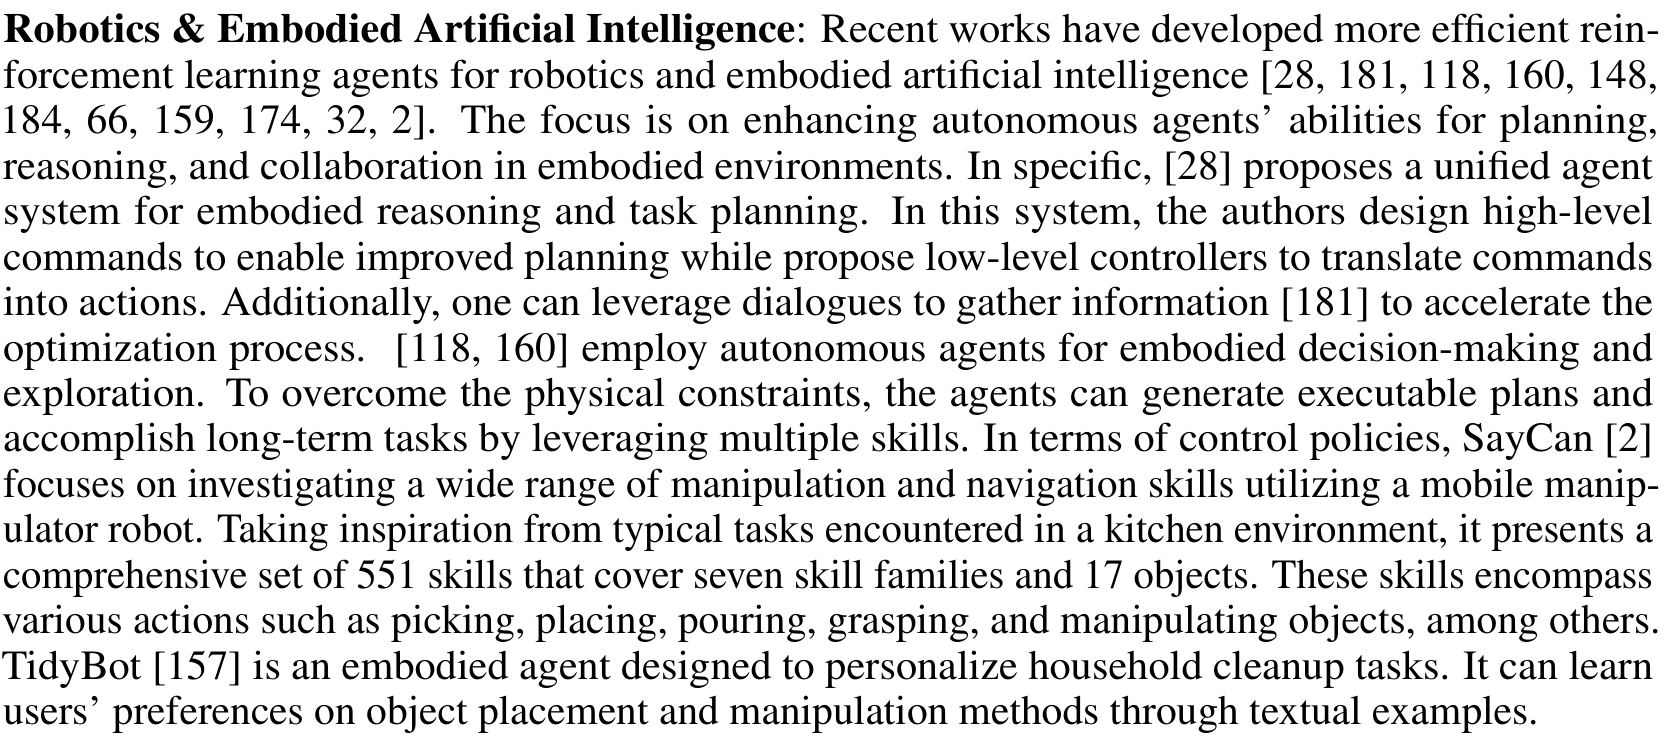 Robotics & Embodied Artificial Intelligence: Recent works have developed more efficient rein-
forcement learning agents for robotics and embodied artificial intelligence [28, 181, 118, 160, 148,
184, 66, 159, 174, 32, 2]. The focus is on enhancing autonomous agents’ abilities for planning,
reasoning, and collaboration in embodied environments. In specific, [28] proposes a unified agent
system for embodied reasoning and task planning. In this system, the authors design high-level
commands to enable improved planning while propose low-level controllers to translate commands
into actions. Additionally, one can leverage dialogues to gather information [181] to accelerate the
optimization process. [118, 160] employ autonomous agents for embodied decision-making and
exploration. To overcome the physical constraints, the agents can generate executable plans and
accomplish long-term tasks by leveraging multiple skills. In terms of control policies, SayCan [2]
focuses on investigating a wide range of manipulation and navigation skills utilizing a mobile manip-
ulator robot. Taking inspiration from typical tasks encountered in a kitchen environment, it presents a
comprehensive set of 551 skills that cover seven skill families and 17 objects. These skills encompass
various actions such as picking, placing, pouring, grasping, and manipulating objects, among others.
TidyBot [157] is an embodied agent designed to personalize household cleanup tasks. It can learn
users’ preferences on object placement and manipulation methods through textual examples.